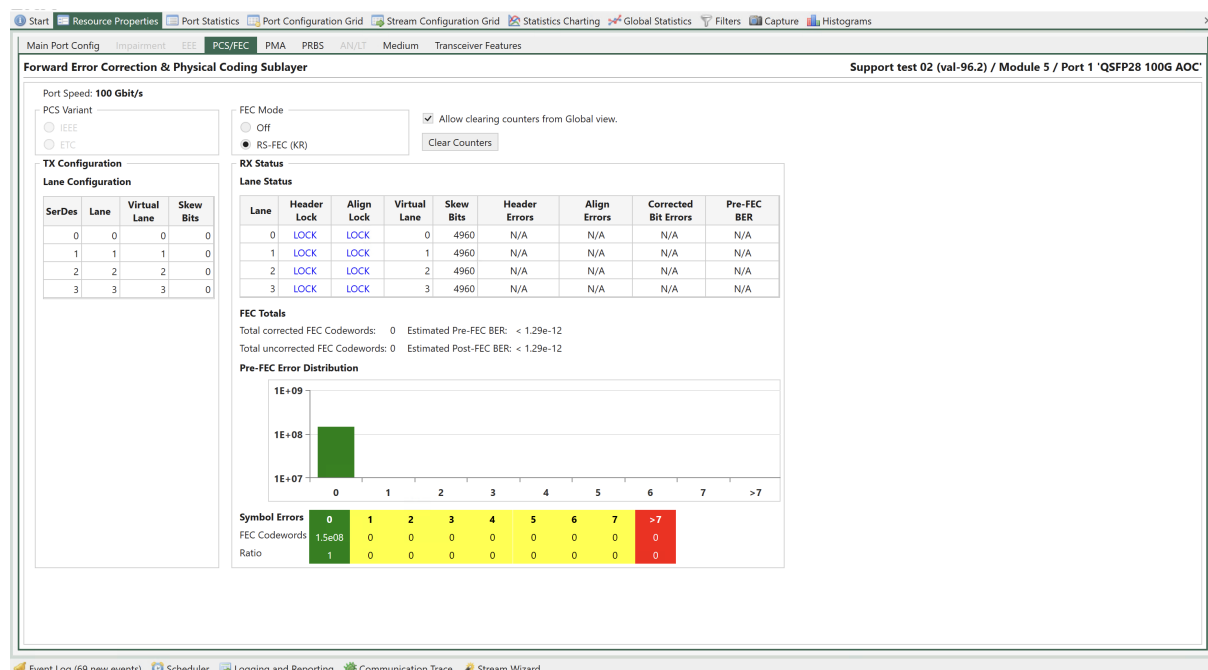 Start Resource Properties Port Statistics Port Configuration Grid Stream Configuration Grid Statistics Charting Global Statistics Filters Capture Histograms
Main Port Config Impairment EEE PCS/FEC PMA PRBS AN/LT Medium Transceiver Features
Forward Error Correction & Physical Coding Sublayer Support test 02 (val-96.2) / Module 5 / Port 1 'QSFP28 100G AOC'
Port Speed: 100 Gbit/s
PCS Variant
IEEE
ETC
FEC Mode
Off
RS-FEC (KR)
Allow clearing counters from Global view.
Clear Counters
TX Configuration
Lane Configuration
SerDes Lane Virtual Lane Skew Bits
0 0 0 0
1 1 1 0
2 2 2 0
3 3 3 0
RX Status
Lane Status
Lane Header Lock Align Lock Virtual Lane Skew Bits Header Errors Align Errors Corrected Bit Errors Pre-FEC BER
0 LOCK LOCK 0 4960 N/A N/A N/A N/A
1 LOCK LOCK 1 4960 N/A N/A N/A N/A
2 LOCK LOCK 2 4960 N/A N/A N/A N/A
3 LOCK LOCK 3 4960 N/A N/A N/A N/A
FEC Totals
Total corrected FEC Codewords: 0 Estimated Pre-FEC BER: < 1.29e-12
Total uncorrected FEC Codewords: 0 Estimated Post-FEC BER: < 1.29e-12
Pre-FEC Error Distribution
1E+09
1E+08
1E+07
0 1 2 3 4 5 6 7 >7
Symbol Errors 0 1 2 3 4 5 6 7 >7
FEC Codewords 1.5e08 0 0 0 0 0 0 0 0
Ratio 1 0 0 0 0 0 0 0 0
Event Log (69 new events) Scheduler Logging and Reporting Communication Trace Stream Wizard